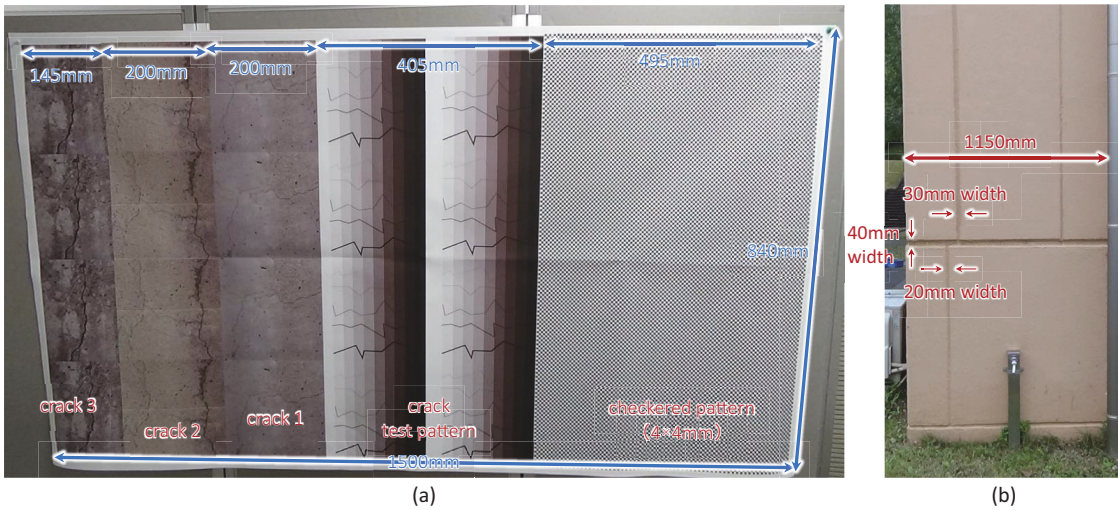 145mm
200mm
200mm
405mm
495mm
840mm
crack 3
crack 2
crack 1
crack
test pattern
checkered pattern
(4×4mm)
1500mm
(a)
1150mm
30mm width
40mm
width
20mm width
(b)